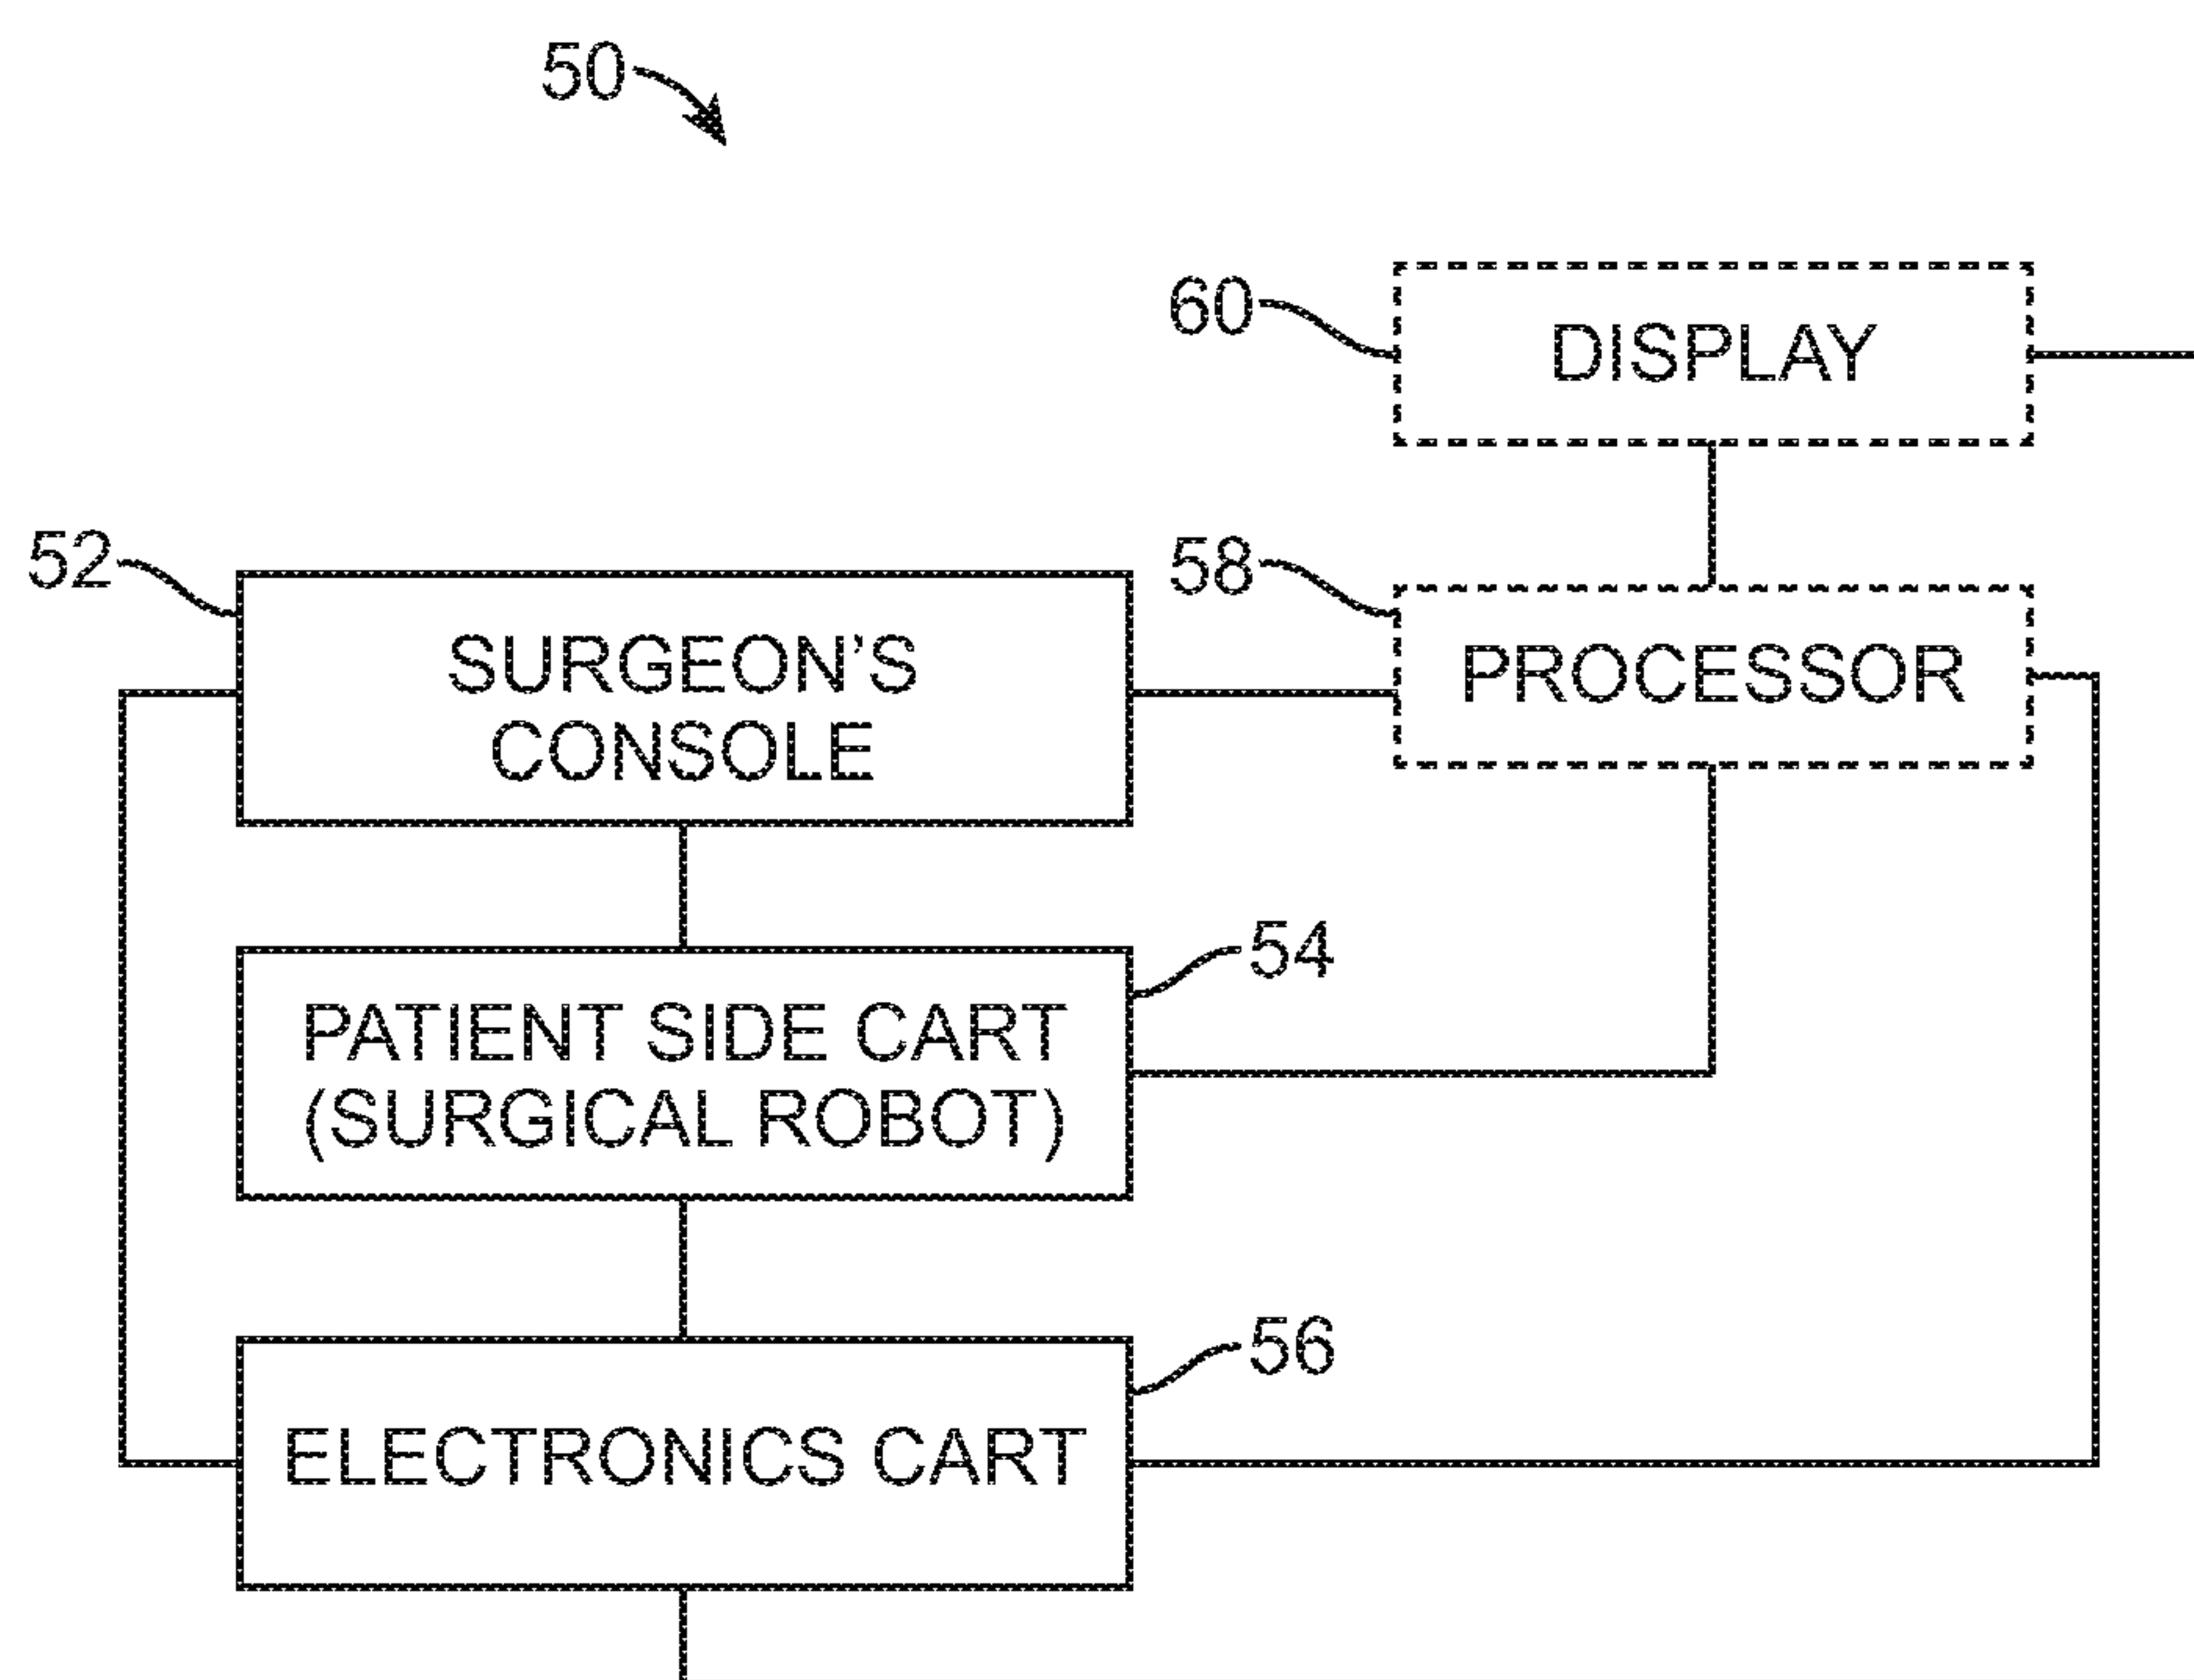 50
60
DISPLAY
52
58
SURGEON'S
CONSOLE
PROCESSOR
54
PATIENT SIDE CART
(SURGICAL ROBOT)
56
ELECTRONICS CART